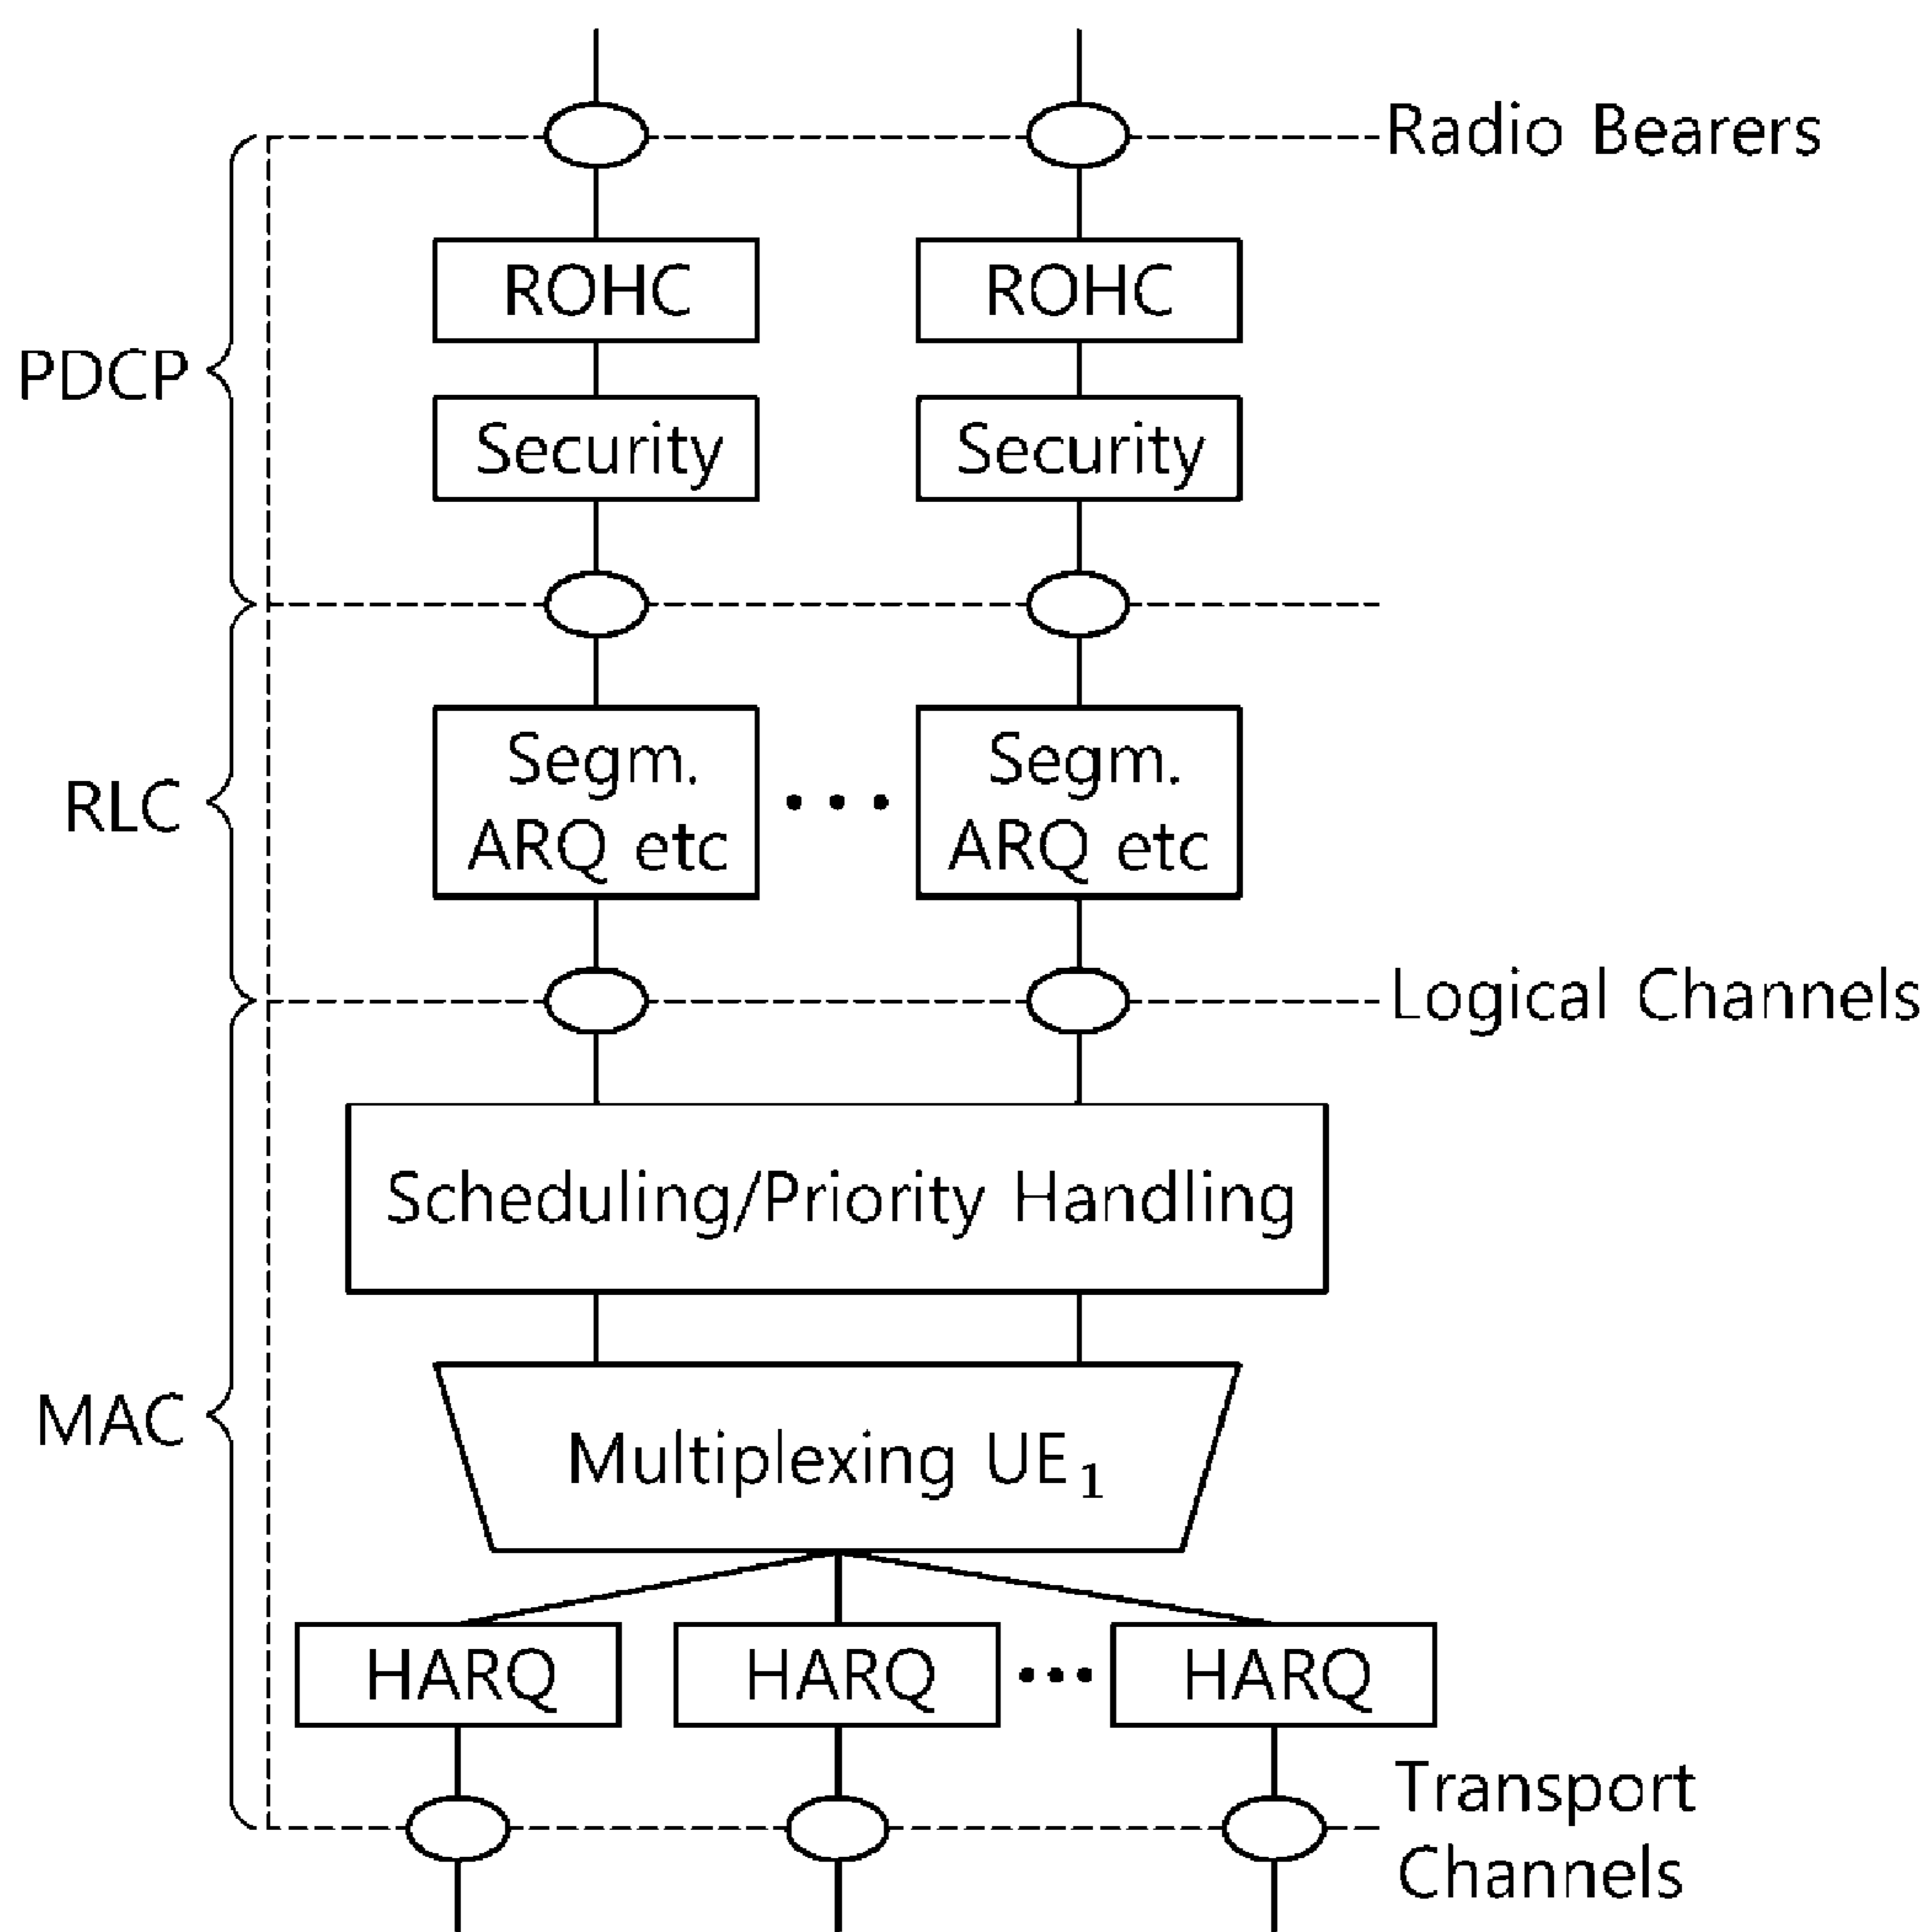 Radio Bearers
ROHC
ROHC
PDCP
Security
Security
Segm.
ARQ etc
Segm.
ARQ etc
RLC
Logical Channels
Scheduling/Priority Handling
MAC
Multiplexing UE₁
HARQ
HARQ
HARQ
Transport
Channels